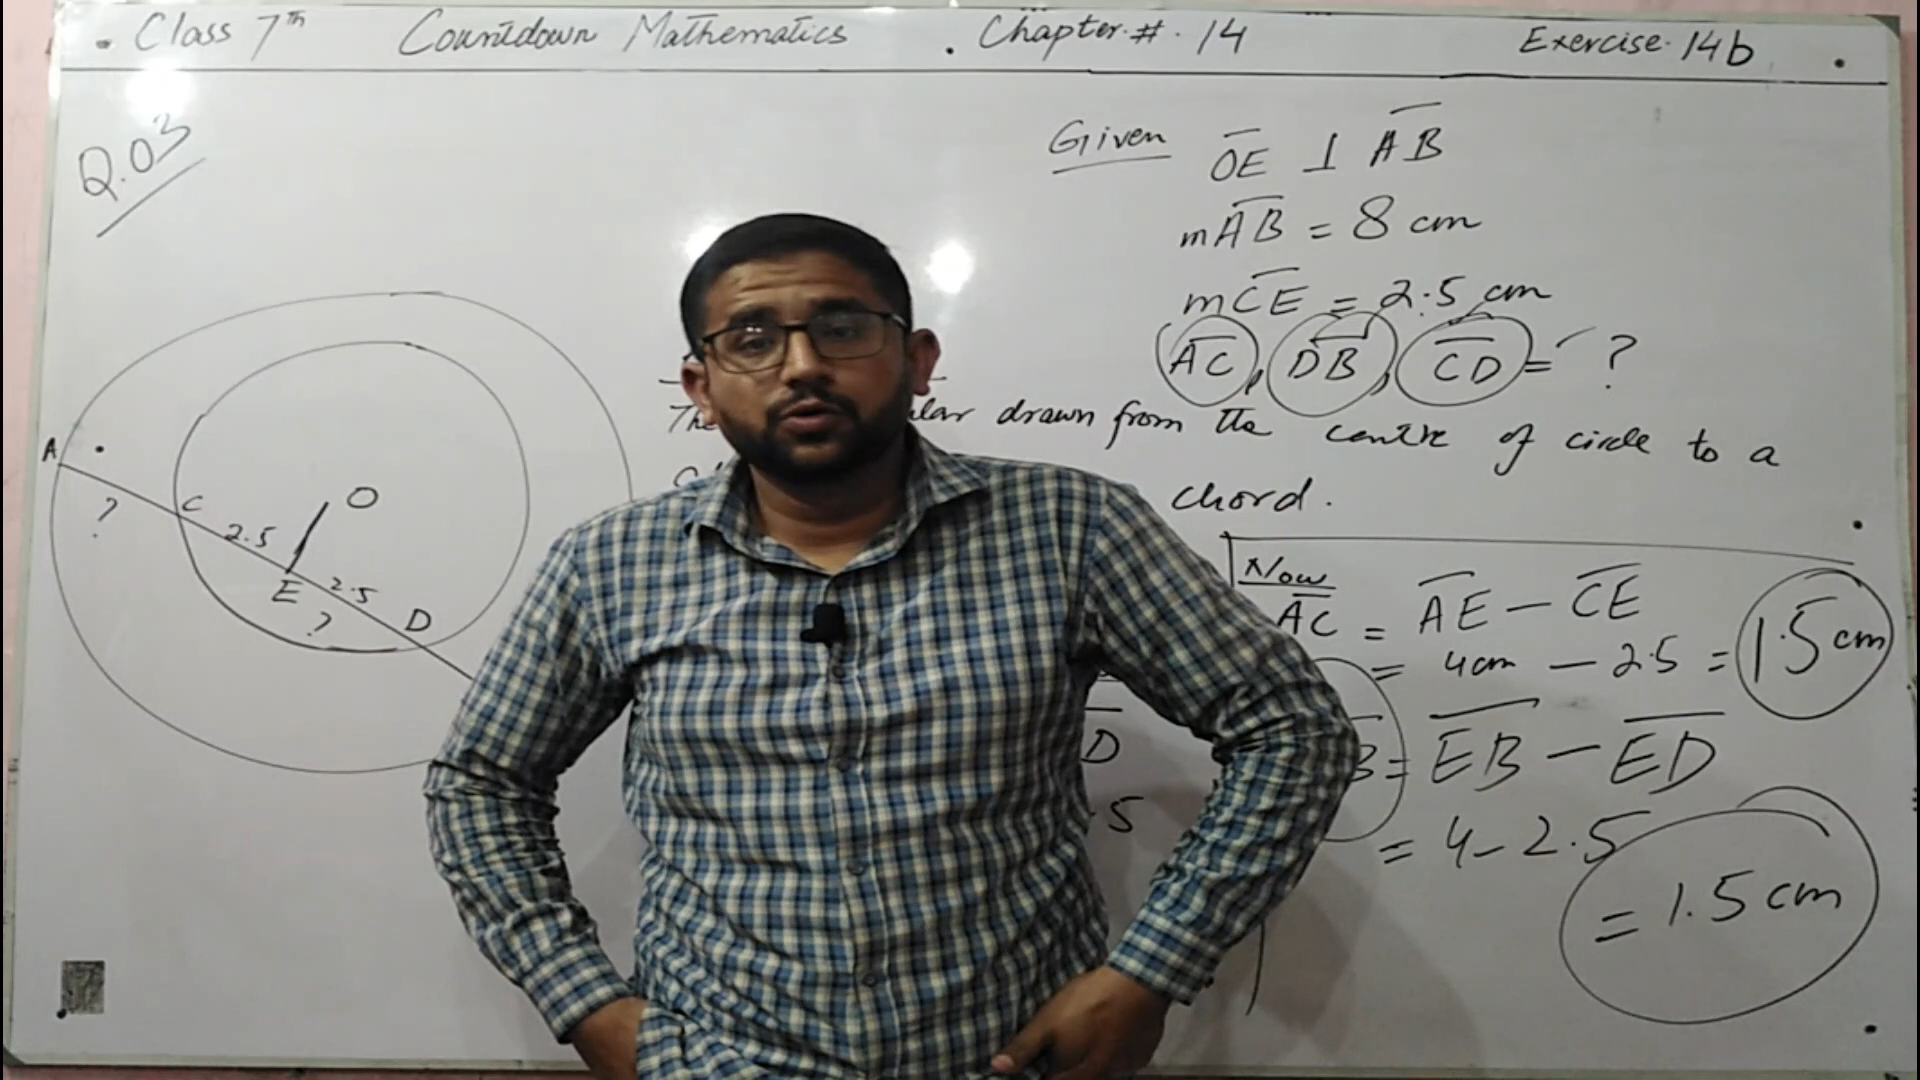 Class 7th Countdown Mathematics . Chapter # . 14 Exercise 14b
Q.03
Given OE ⊥ AB
mAB = 8 cm
mCE = 2.5 cm
AC, DB, CD = ?
drawn from the centre of circle to a
chord.
A
?
C
2.5
O
E
2.5
?
D
Now
AC = AE - CE
= 4cm - 2.5 = 1.5 cm
= EB - ED
= 4 - 2.5
= 1.5 cm
D
5